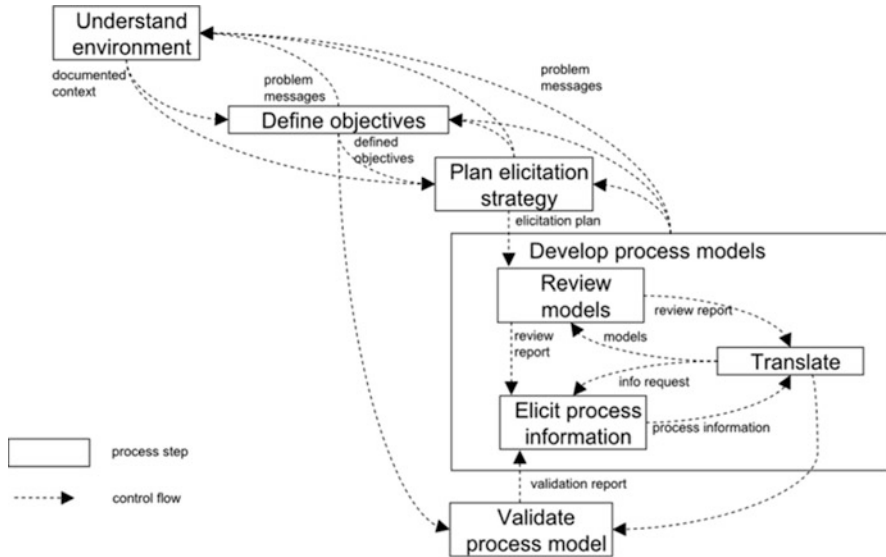 Understand
environment
documented
context
problem
messages
problem
messages
Define objectives
defined
objectives
Plan elicitation
strategy
elicitation plan
Develop process models
Review
models
review report
review
report
models
Translate
info request
Elicit process
information
process information
process step
validation report
control flow
Validate
process model